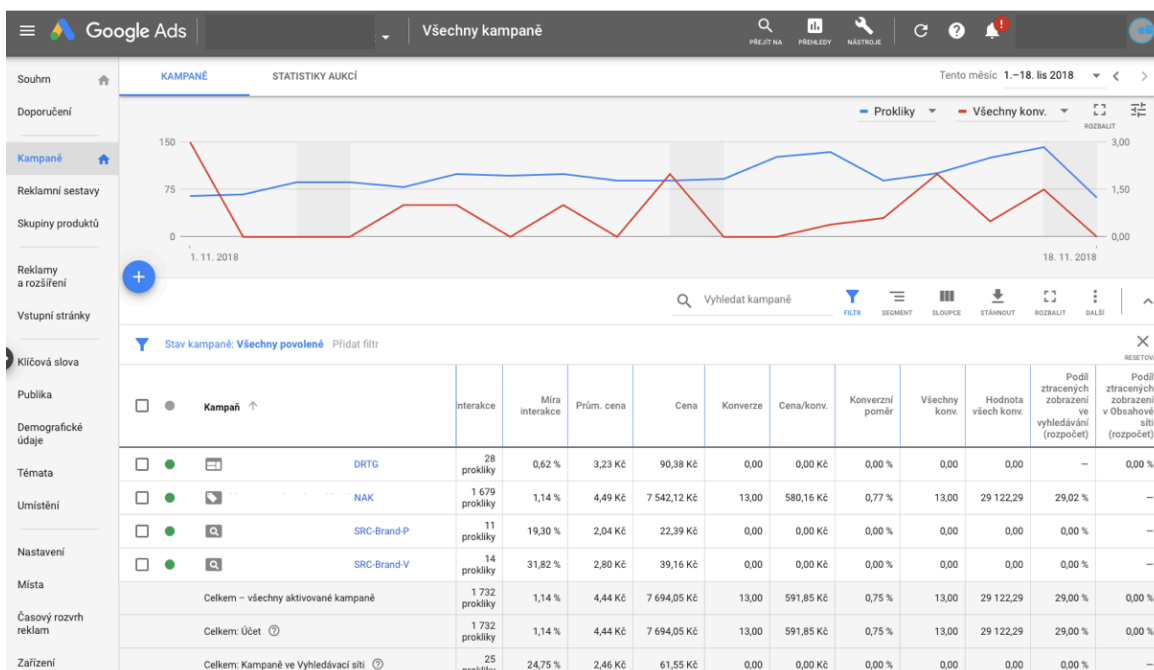 Google Ads
Všechny kampaně
PŘEJÍT NA
PŘEHLEDY
NÁSTROJE
!
Souhrn
Doporučení
Kampaně
Reklamní sestavy
Skupiny produktů
Reklamy
a rozšíření
Vstupní stránky
Klíčová slova
Publika
Demografické
údaje
Témata
Umístění
Nastavení
Místa
Časový rozvrh
reklam
Zařízení
KAMPANĚ
STATISTIKY AUKCÍ
Tento měsíc 1.–18. lis 2018
Prokliky
Všechny konv.
ROZBALIT
150
75
0
3,00
1,50
0,00
1. 11. 2018
18. 11. 2018
Vyhledat kampaně
FILTR
SEGMENT
SLOUPCE
STÁHNOUT
ROZBALIT
DALŠÍ
Stav kampaně: Všechny povolené Přidat filtr
RESETOVA
Kampaň
Interakce
Míra
interakce
Prům. cena
Cena
Konverze
Cena/konv.
Konverzní
poměr
Všechny
konv.
Hodnota
všech konv.
Podíl
ztracených
zobrazení
ve
vyhledávání
(rozpočet)
Podíl
ztracených
zobrazení
v Obsahové
síti
(rozpočet)
DRTG 28 prokliky 0,62 % 3,23 Kč 90,38 Kč 0,00 0,00 Kč 0,00 % 0,00 0,00 – 0,00 %
NAK 1 679 prokliky 1,14 % 4,49 Kč 7 542,12 Kč 13,00 580,16 Kč 0,77 % 13,00 29 122,29 29,02 % –
SRC-Brand-P 11 prokliky 19,30 % 2,04 Kč 22,39 Kč 0,00 0,00 Kč 0,00 % 0,00 0,00 0,00 % –
SRC-Brand-V 14 prokliky 31,82 % 2,80 Kč 39,16 Kč 0,00 0,00 Kč 0,00 % 0,00 0,00 0,00 % –
Celkem – všechny aktivované kampaně 1 732 prokliky 1,14 % 4,44 Kč 7 694,05 Kč 13,00 591,85 Kč 0,75 % 13,00 29 122,29 29,00 % 0,00 %
Celkem: Účet 1 732 prokliky 1,14 % 4,44 Kč 7 694,05 Kč 13,00 591,85 Kč 0,75 % 13,00 29 122,29 29,00 % 0,00 %
Celkem: Kampaně ve Vyhledávací síti 25 prokliky 24,75 % 2,46 Kč 61,55 Kč 0,00 0,00 Kč 0,00 % 0,00 0,00 0,00 % –